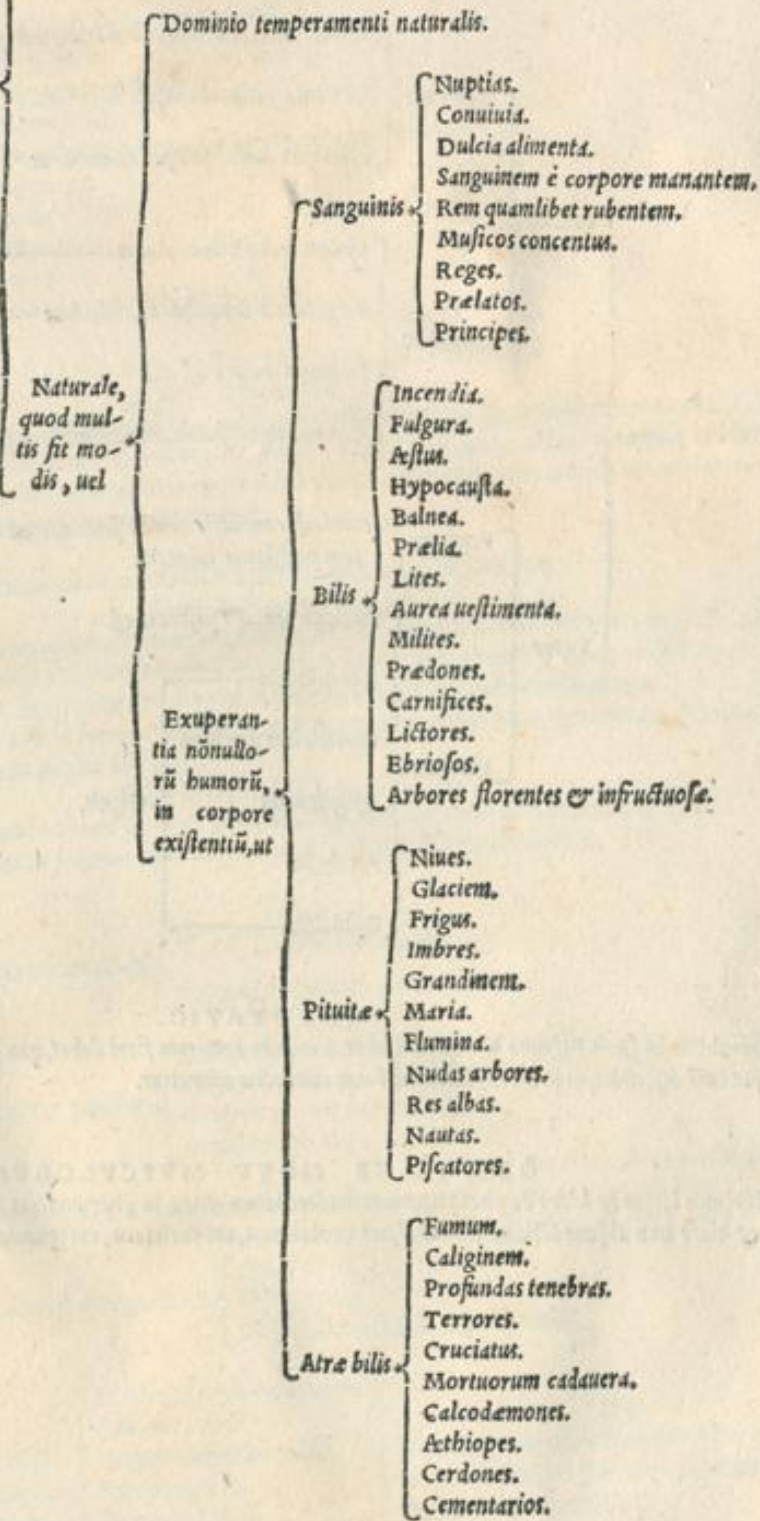 Dominio temperamenti naturalis.
Naturale,
quod mul-
tis fit mo-
dis, uel
Exuperan-
tia nõnullo-
rũ humorũ,
in corpore
existentiũ, ut
Sanguinis
Nuptias.
Conuiuia.
Dulcia alimenta.
Sanguinem è corpore manantem.
Rem quamlibet rubentem.
Musicos concentus.
Reges.
Prælatos.
Principes.
Bilis
Incendia.
Fulgura.
Æstus.
Hypocausta.
Balnea.
Prælia.
Lites.
Aurea uestimenta.
Milites.
Prædones.
Carnifices.
Lictores.
Ebriosos.
Arbores florentes & infructuosæ.
Pituitæ
Niues.
Glaciem.
Frigus.
Imbres.
Grandinem.
Maria.
Flumina.
Nudas arbores.
Res albas.
Nautas.
Piscatores.
Atræ bilis
Fumum.
Caliginem.
Profundas tenebras.
Terrores.
Cruciatus.
Mortuorum cadauera.
Calcodæmones.
Æthiopes.
Cerdones.
Cementarios.